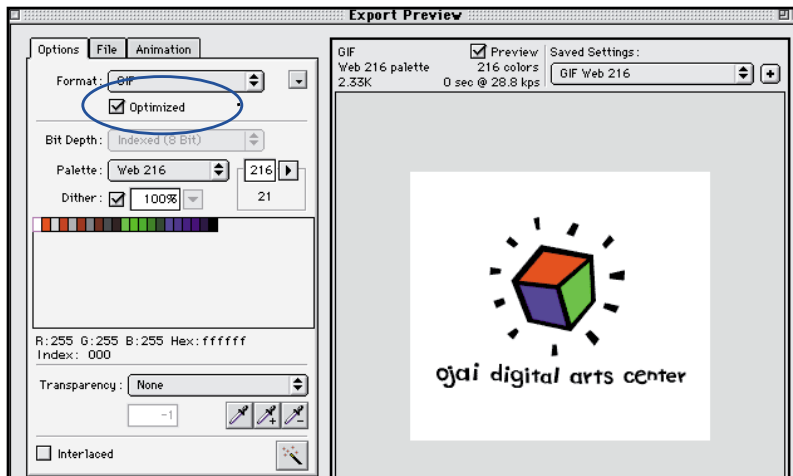 Export Preview
Options File Animation
Format: GIF
Optimized
Bit Depth: Indexed (8 Bit)
Palette: Web 216 216
Dither: 100% 21
R:255 G:255 B:255 Hex:ffffff
Index: 000
Transparency: None
-1
Interlaced
GIF Preview Saved Settings:
Web 216 palette 216 colors GIF Web 216
2.33K 0 sec @ 28.8 kps
ojai digital arts center